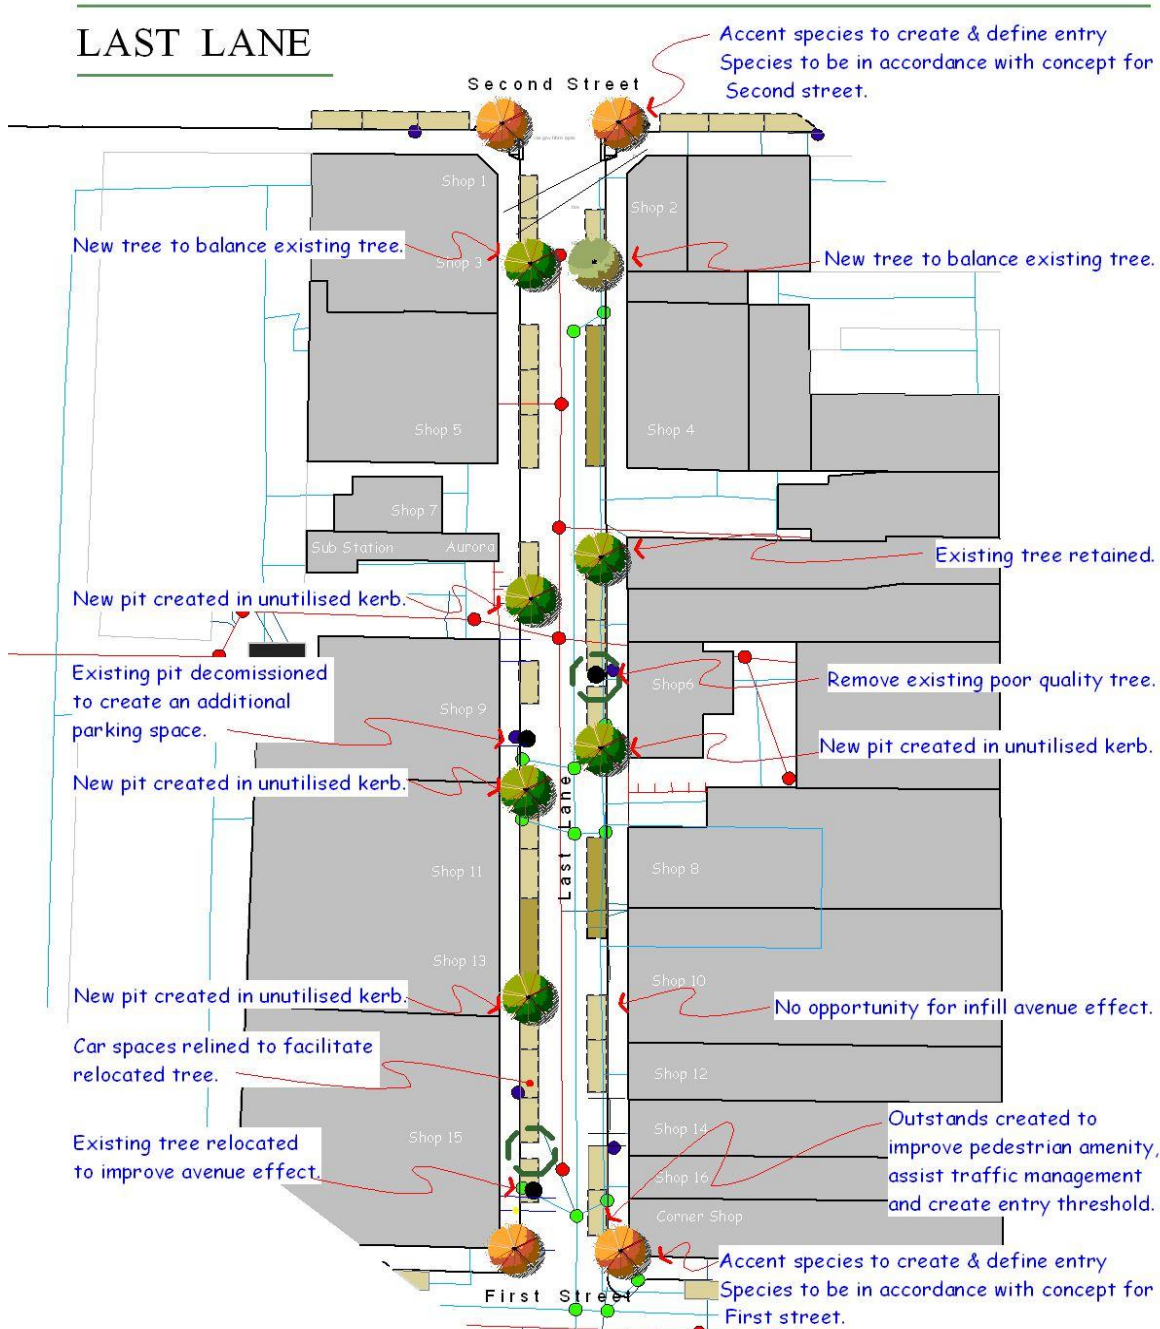 LAST LANE
Accent species to create & define entry
Species to be in accordance with concept for
Second street.
Second Street
Shop 1
Shop 2
New tree to balance existing tree.
Shop 3
New tree to balance existing tree.
Shop 5
Shop 4
Shop 7
Sub Station
Aurora
Existing tree retained.
New pit created in unutilised kerb.
Existing pit decomissioned
to create an additional
parking space.
Shop6
Remove existing poor quality tree.
Shop 9
New pit created in unutilised kerb.
New pit created in unutilised kerb.
Last Lane
Shop 11
Shop 8
Shop 13
Shop 10
New pit created in unutilised kerb.
No opportunity for infill avenue effect.
Car spaces relined to facilitate
relocated tree.
Shop 12
Shop 14
Outstands created to
improve pedestrian amenity,
assist traffic management
and create entry threshold.
Shop 15
Existing tree relocated
to improve avenue effect.
Shop 16
Corner Shop
Accent species to create & define entry
Species to be in accordance with concept for
First street.
First Street